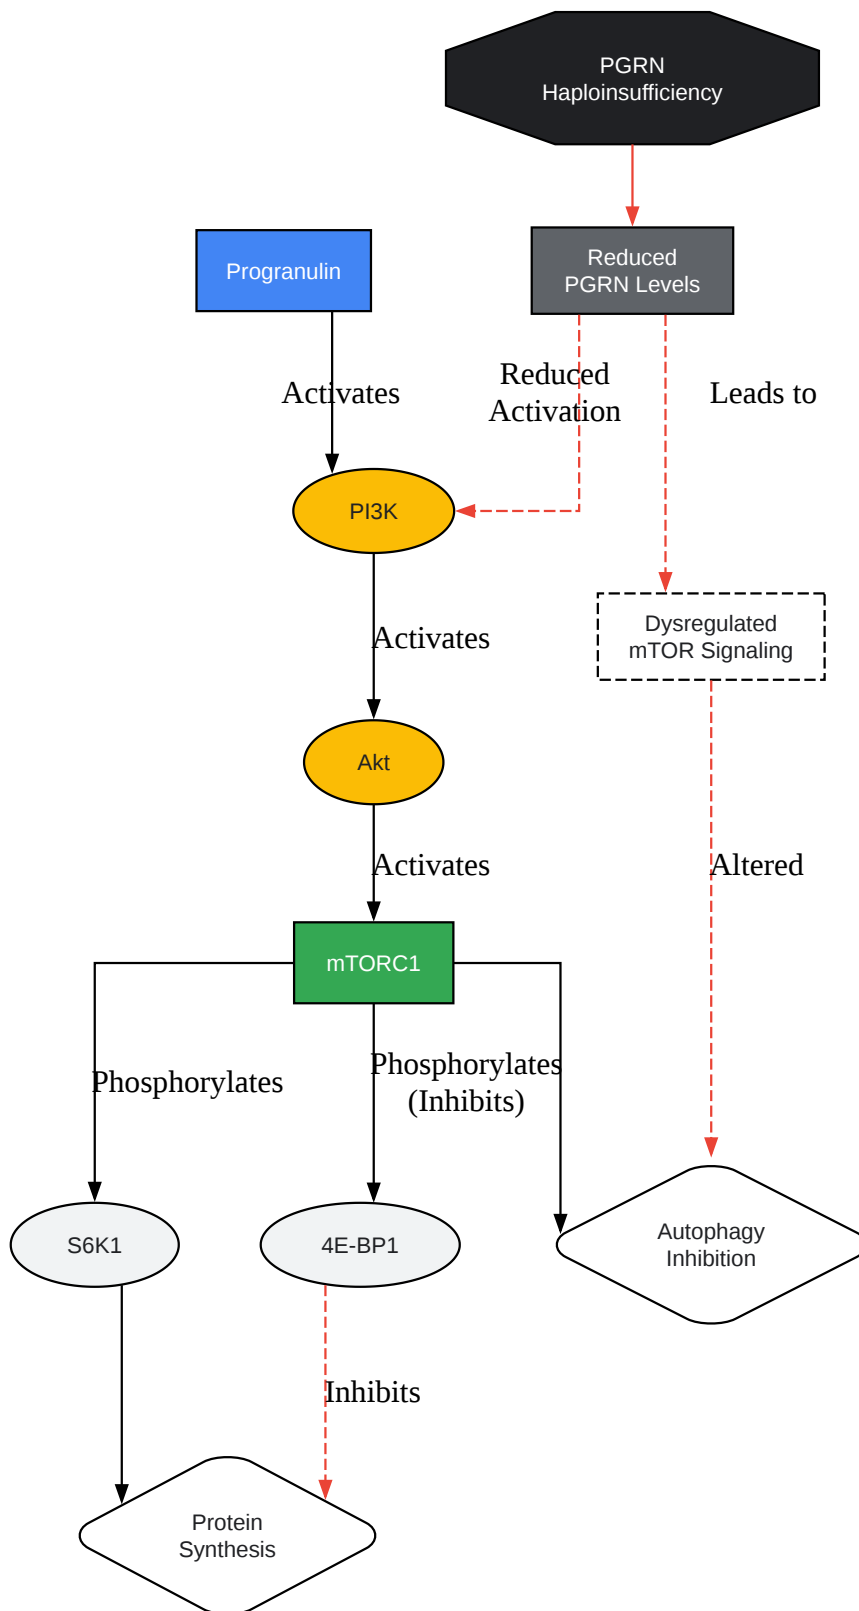 PGRN
Haploinsufficiency
Progranulin
Reduced
PGRN Levels
Activates
Reduced
Activation
Leads to
PI3K
Activates
Dysregulated
mTOR Signaling
Akt
Activates
Altered
mTORC1
Phosphorylates
Phosphorylates
(Inhibits)
S6K1
4E-BP1
Autophagy
Inhibition
Inhibits
Protein
Synthesis